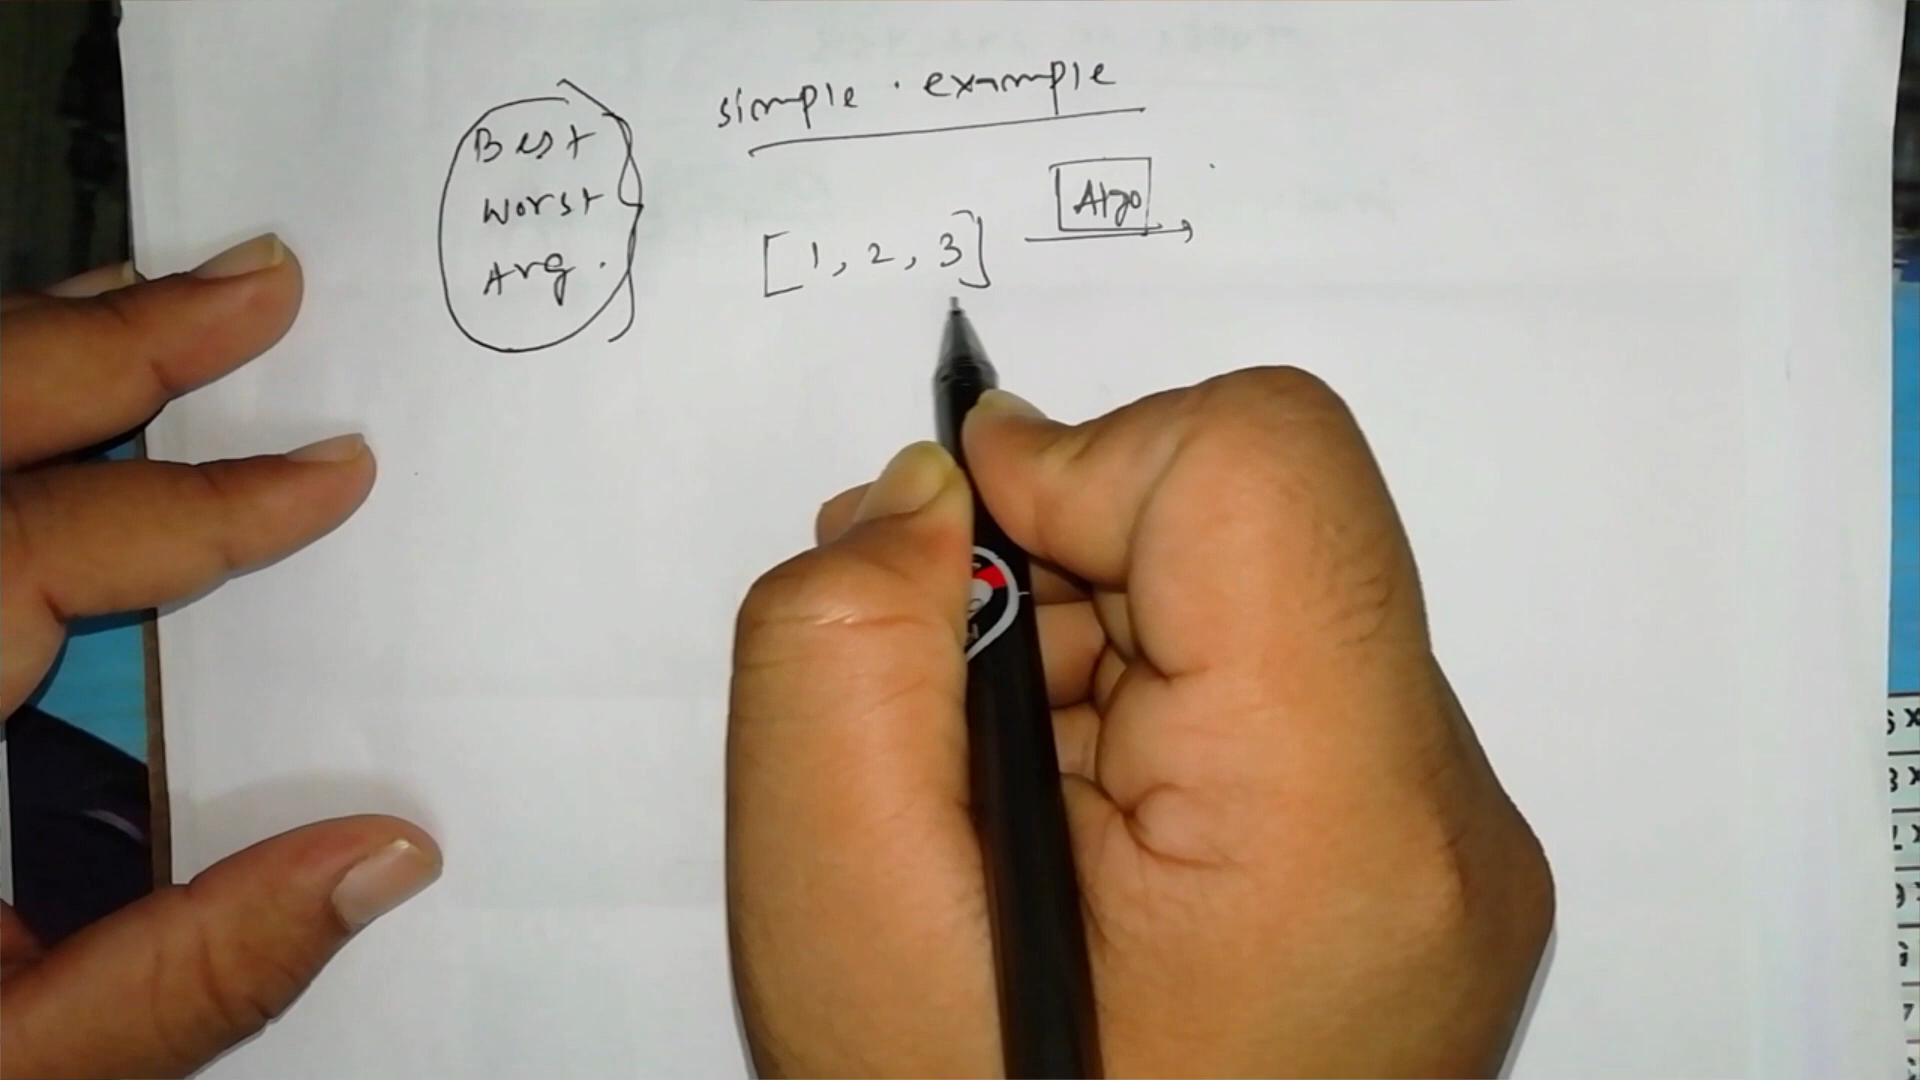 simple . example
Best
Worst
Avg.
[1, 2, 3]
Algo